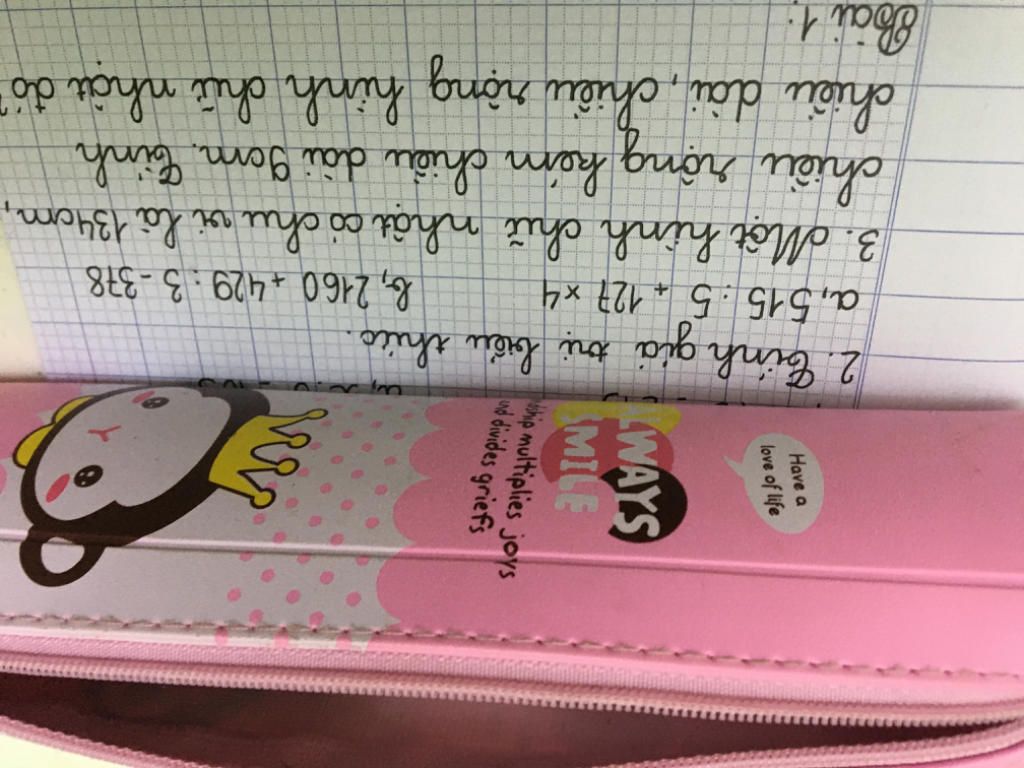 2. Tính giá trị biểu thức.
a, 515 : 5 + 127 × 4 b, 2160 + 429 : 3 - 378
3. Một hình chữ nhật có chu vi là 134cm,
chiều rộng kém chiều dài 9cm. Tính
chiều dài, chiều rộng hình chữ nhật đó?
Bài 1:
Have a
love of life
ALWAYS
SMILE
multiplies joys
and divides griefs